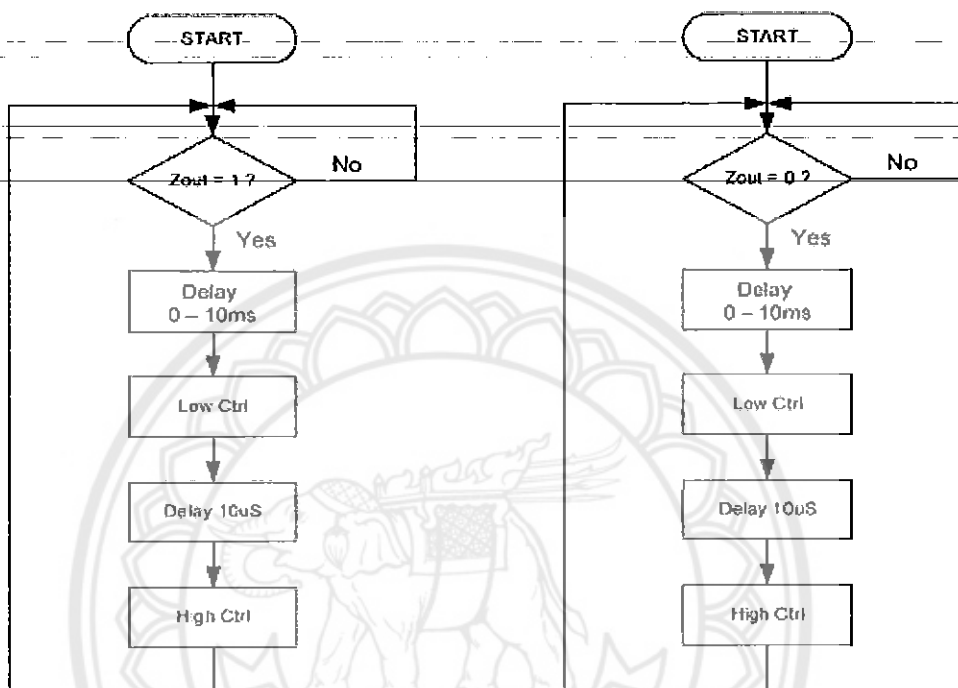 START
Zout = 1 ?
No
Yes
Delay
0 – 10ms
Low Ctrl
Delay 10uS
High Ctrl
START
Zout = 0 ?
No
Yes
Delay
0 – 10ms
Low Ctrl
Delay 10uS
High Ctrl